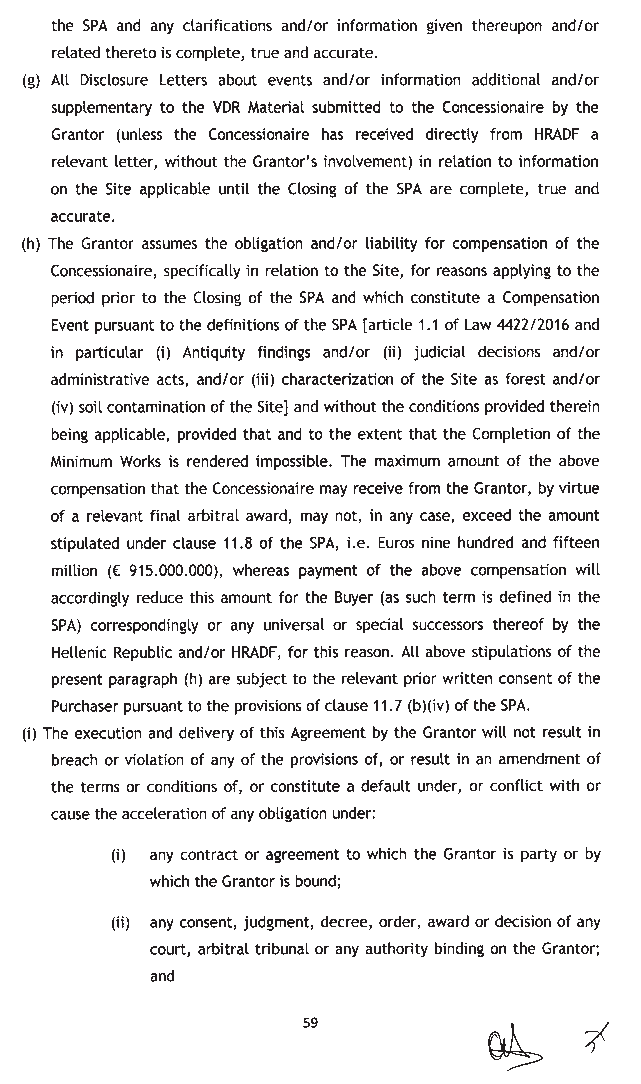 the SPA and any clarifications and/or information given thereupon and/or
related thereto is complete, true and accurate.
(g) All Disclosure Letters about events and/or information additional and/or
supplementary to the VDR Material submitted to the Concessionaire by the
Grantor (unless the Concessionaire has received directly from HRADF a
relevant letter, without the Grantor's involvement) in relation to information
on the Site applicable until the Closing of the SPA are complete, true and
accurate.
(h) The Grantor assumes the obligation and/or liability for compensation of the
Concessionaire, specifically in relation to the Site, for reasons applying to the
period prior to the Closing of the SPA and which constitute a Compensation
Event pursuant to the definitions of the SPA [article 1.1 of Law 4422/2016 and
in particular (i) Antiquity findings and/or (ii) judicial decisions and/or
administrative acts, and/or (iii) characterization of the Site as forest and/or
(iv) soil contamination of the Site] and without the conditions provided therein
being applicable, provided that and to the extent that the Completion of the
Minimum Works is rendered impossible. The maximum amount of the above
compensation that the Concessionaire may receive from the Grantor, by virtue
of a relevant final arbitral award, may not, in any case, exceed the amount
stipulated under clause 11.8 of the SPA, i.e. Euros nine hundred and fifteen
million (€ 915.000.000), whereas payment of the above compensation will
accordingly reduce this amount for the Buyer (as such term is defined in the
SPA) correspondingly or any universal or special successors thereof by the
Hellenic Republic and/or HRADF, for this reason. All above stipulations of the
present paragraph (h) are subject to the relevant prior written consent of the
Purchaser pursuant to the provisions of clause 11.7 (b)(iv) of the SPA.
(i) The execution and delivery of this Agreement by the Grantor will not result in
breach or violation of any of the provisions of, or result in an amendment of
the terms or conditions of, or constitute a default under, or conflict with or
cause the acceleration of any obligation under:
(i) any contract or agreement to which the Grantor is party or by
which the Grantor is bound;
(ii) any consent, judgment, decree, order, award or decision of any
court, arbitral tribunal or any authority binding on the Grantor;
and
59